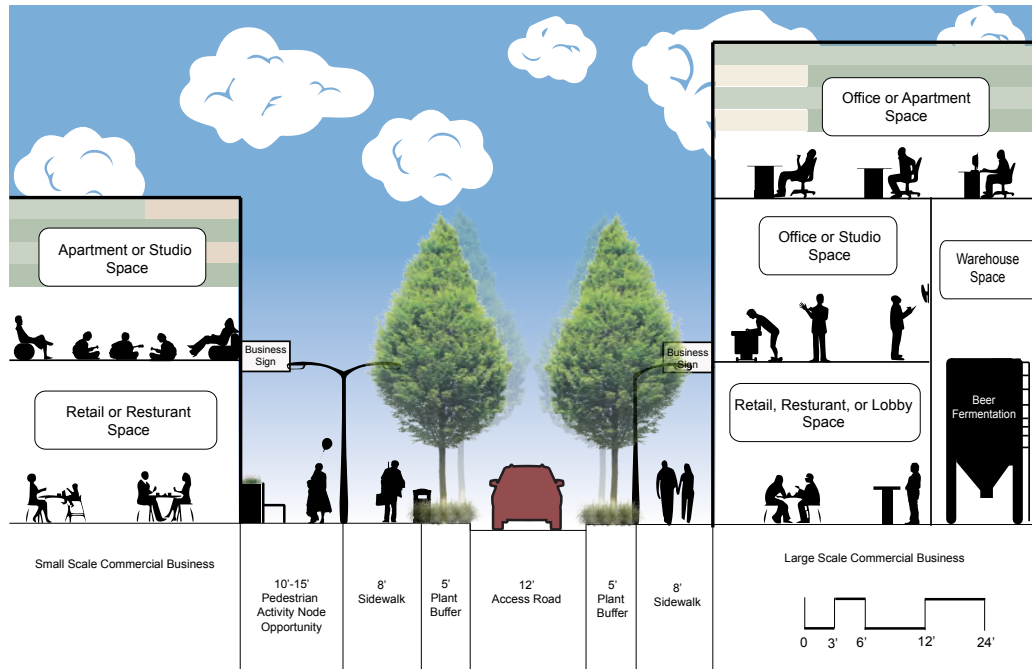 Office or Apartment
Space
Apartment or Studio
Space
Office or Studio
Space
Warehouse
Space
Business
Sign
Business
Sign
Retail or Resturant
Space
Retail, Resturant, or Lobby
Space
Beer
Fermentation
Small Scale Commercial Business
10'-15'
Pedestrian
Activity Node
Opportunity
8'
Sidewalk
5'
Plant
Buffer
12'
Access Road
5'
Plant
Buffer
8'
Sidewalk
Large Scale Commercial Business
0 3' 6' 12' 24'